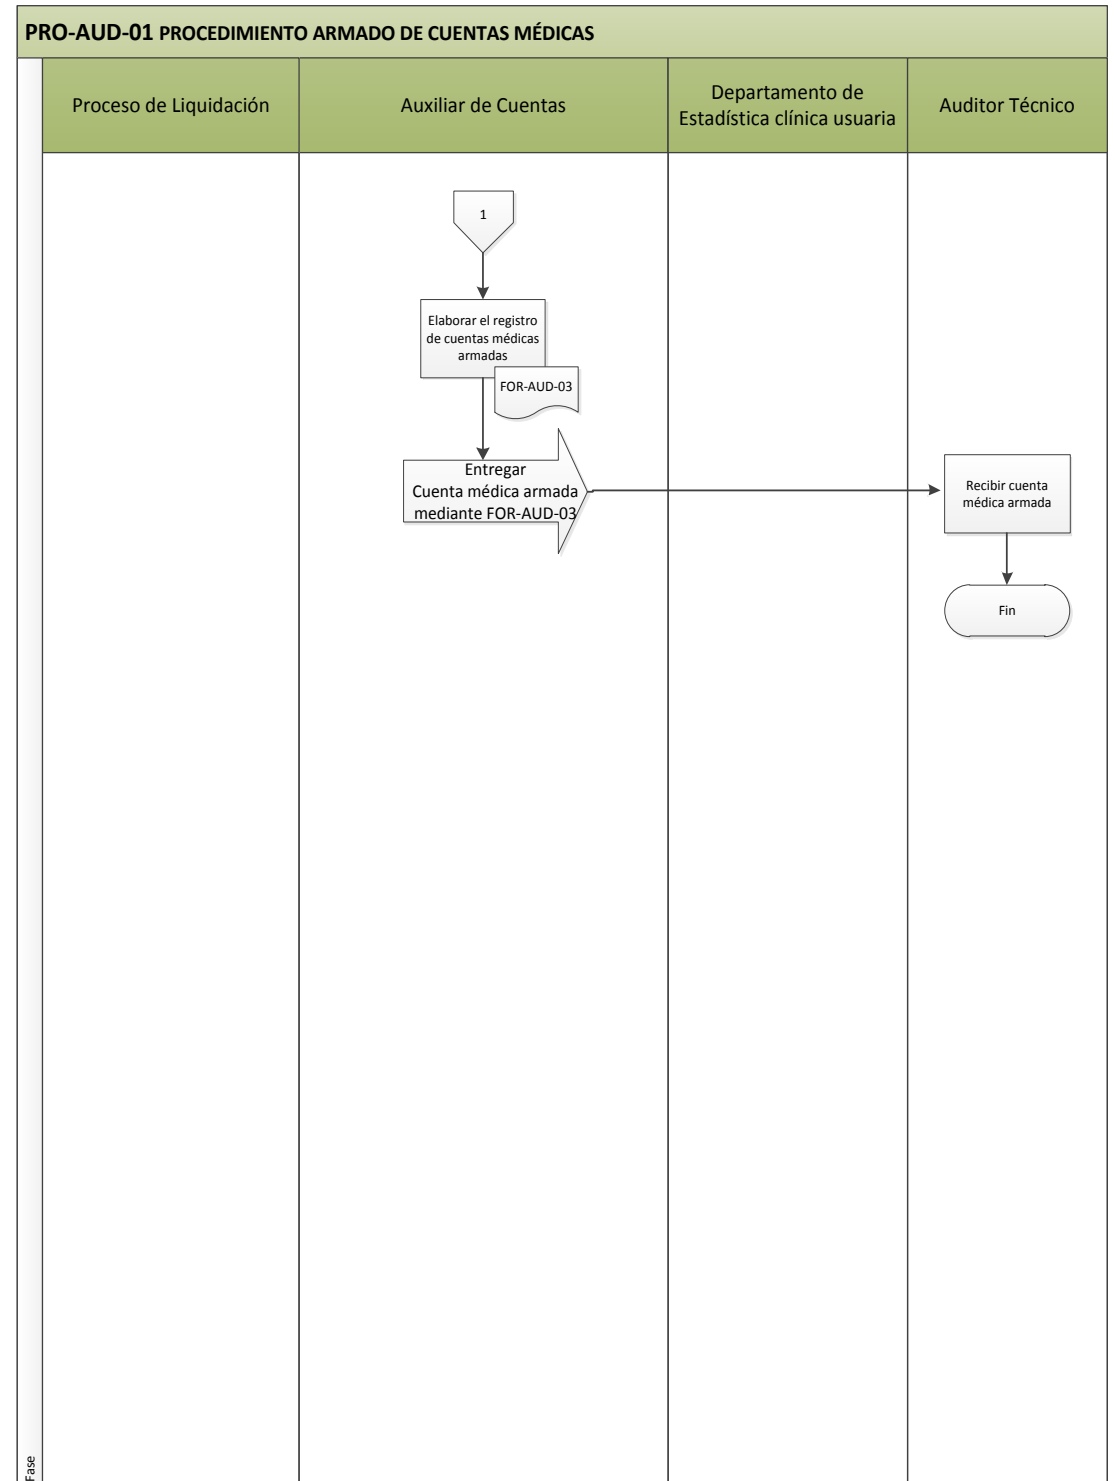 PRO-AUD-01 PROCEDIMIENTO ARMADO DE CUENTAS MÉDICAS
Proceso de Liquidación
Auxiliar de Cuentas
Departamento de
Estadística clínica usuaria
Auditor Técnico
1
Elaborar el registro
de cuentas médicas
armadas
FOR-AUD-03
Entregar
Cuenta médica armada
mediante FOR-AUD-03
Recibir cuenta
médica armada
Fin
Fase